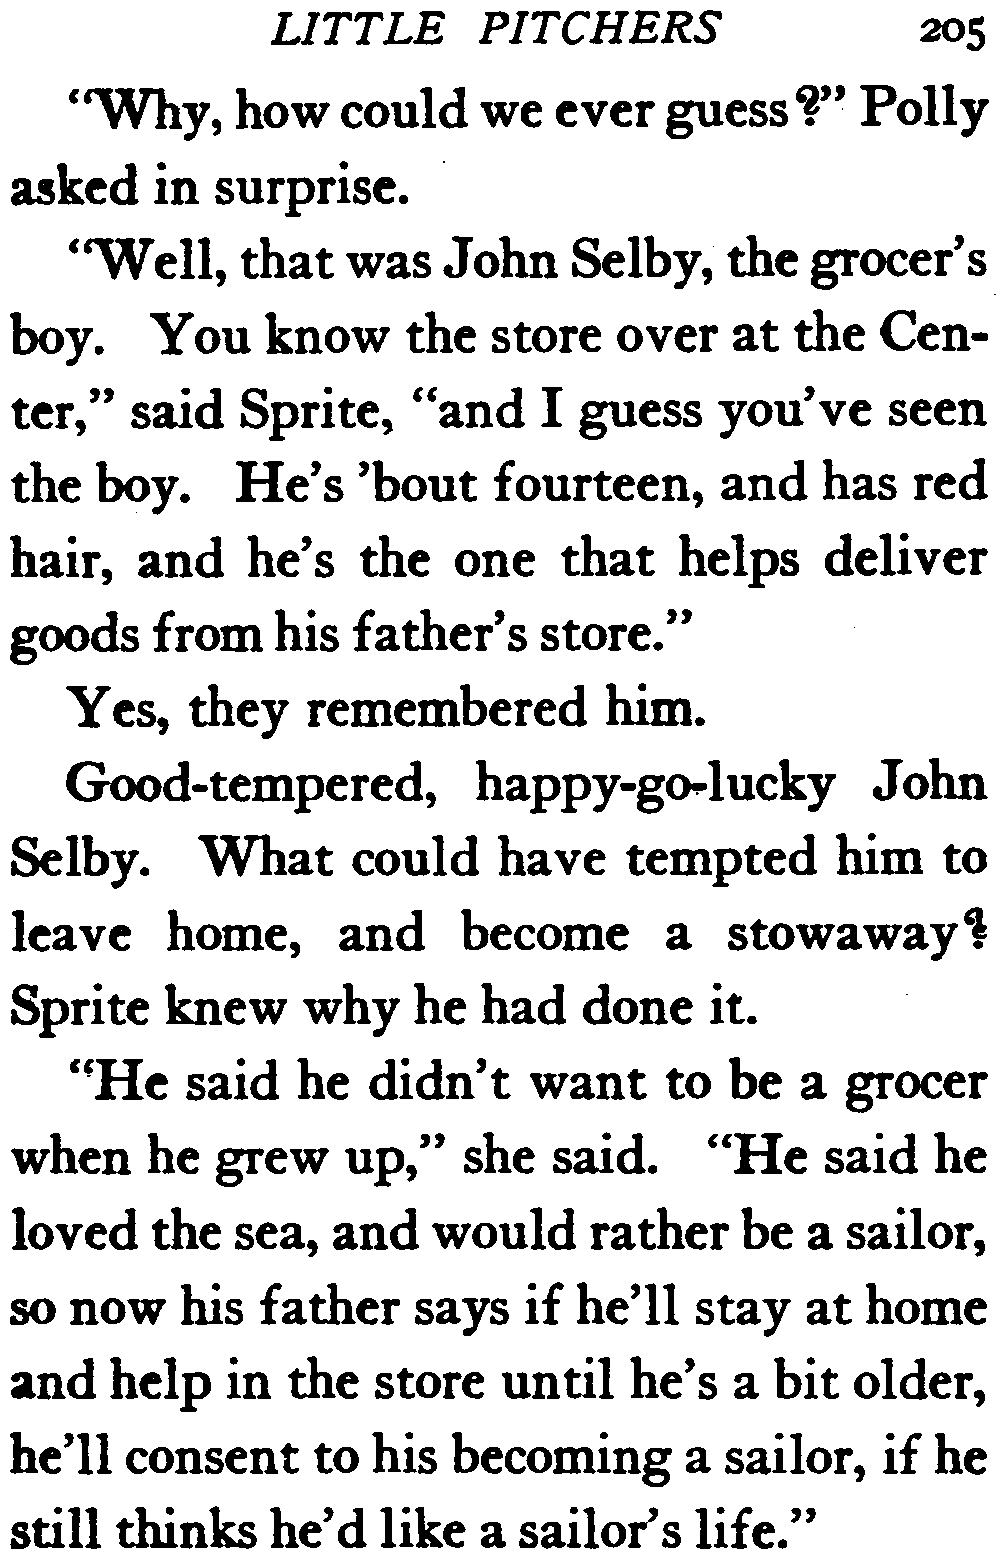 LITTLE PITCHERS 205
“Why, how could we ever guess?” Polly
asked in surprise.
“Well, that was John Selby, the grocer’s
boy. You know the store over at the Cen-
ter,” said Sprite, “and I guess you’ve seen
the boy. He’s ’bout fourteen, and has red
hair, and he’s the one that helps deliver
goods from his father’s store.”
Yes, they remembered him.
Good-tempered, happy-go-lucky John
Selby. What could have tempted him to
leave home, and become a stowaway?
Sprite knew why he had done it.
“He said he didn’t want to be a grocer
when he grew up,” she said. “He said he
loved the sea, and would rather be a sailor,
so now his father says if he’ll stay at home
and help in the store until he’s a bit older,
he’ll consent to his becoming a sailor, if he
still thinks he’d like a sailor’s life.”